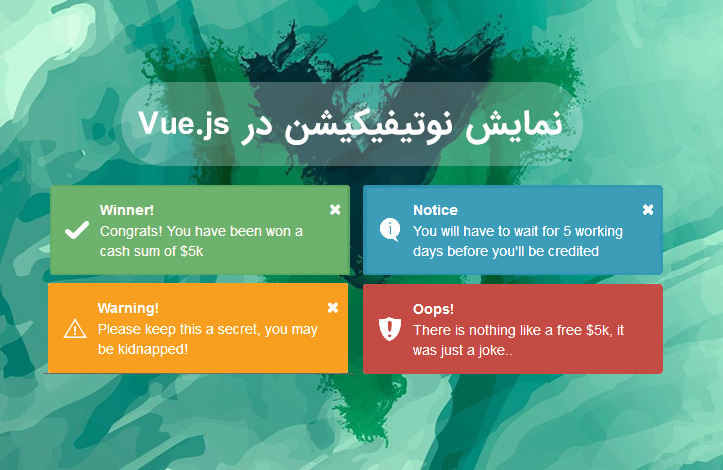 نمایش نوتیفیکیشن در Vue.js
Winner!
Congrats! You have been won a
cash sum of $5k
Notice
You will have to wait for 5 working
days before you'll be credited
Warning!
Please keep this a secret, you may
be kidnapped!
Oops!
There is nothing like a free $5k, it
was just a joke..